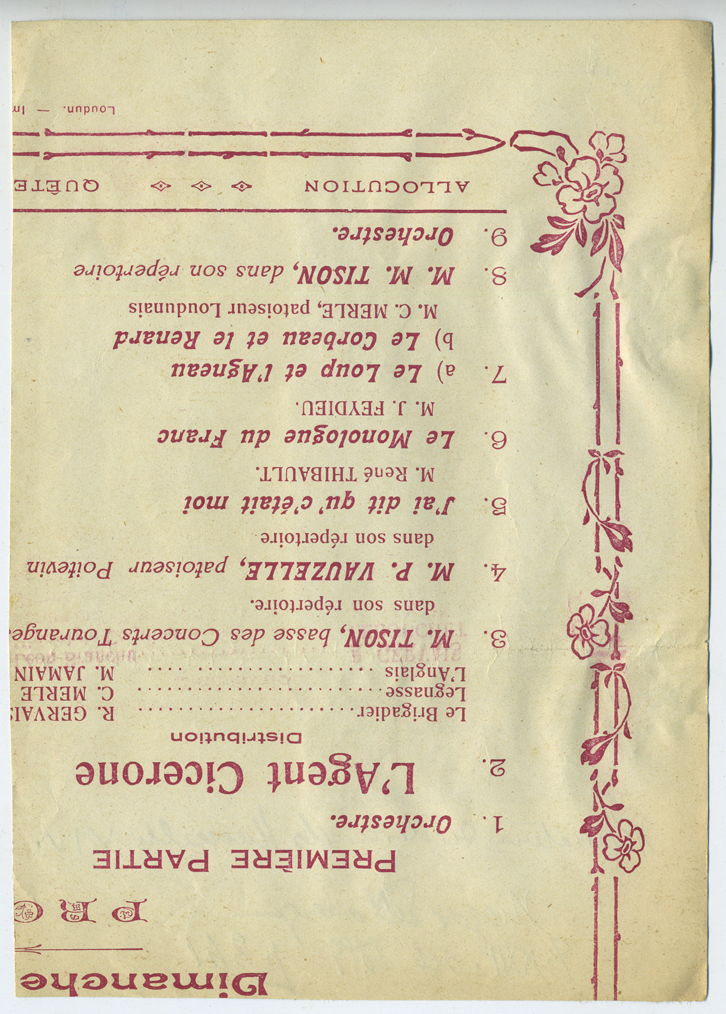 Dimanche
PRO
PREMIÈRE PARTIE
1. Orchestre.
2. L'Agent Cicerone
Distribution
Le Brigadier...................... R. GERVAIS
Legnasse......................... C. MERLE
L'Anglais ........................ M. JAMAIN
3. M. TISON, basse des Concerts Tourange
dans son répertoire.
4. M. P. VAUZELLE, patoiseur Poitevin
dans son répertoire
5. J'ai dit qu'c'était moi
M. René THIBAULT.
6. Le Monologue du Franc
M. J. FEYDIEU.
7. a) Le Loup et l'Agneau
b) Le Corbeau et le Renard
M. C. MERLE, patoiseur Loudunais
8. M. M. TISON, dans son répertoire
9. Orchestre.
ALLOCUTION QUÊTE
Loudun. — Im